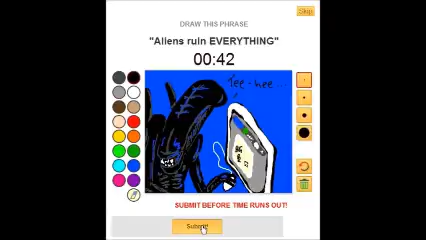 Skip
DRAW THIS PHRASE
"Aliens ruin EVERYTHING"
00:42
Tee-hee
SUBMIT BEFORE TIME RUNS OUT!
Submit!